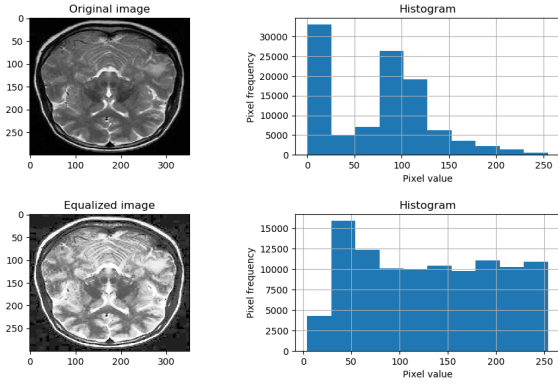 Original image
0
50
100
150
200
250
0 100 200 300
Histogram
Pixel frequency
30000
25000
20000
15000
10000
5000
0
0 50 100 150 200 250
Pixel value
Equalized image
0
50
100
150
200
250
0 100 200 300
Histogram
Pixel frequency
15000
12500
10000
7500
5000
2500
0
0 50 100 150 200 250
Pixel value